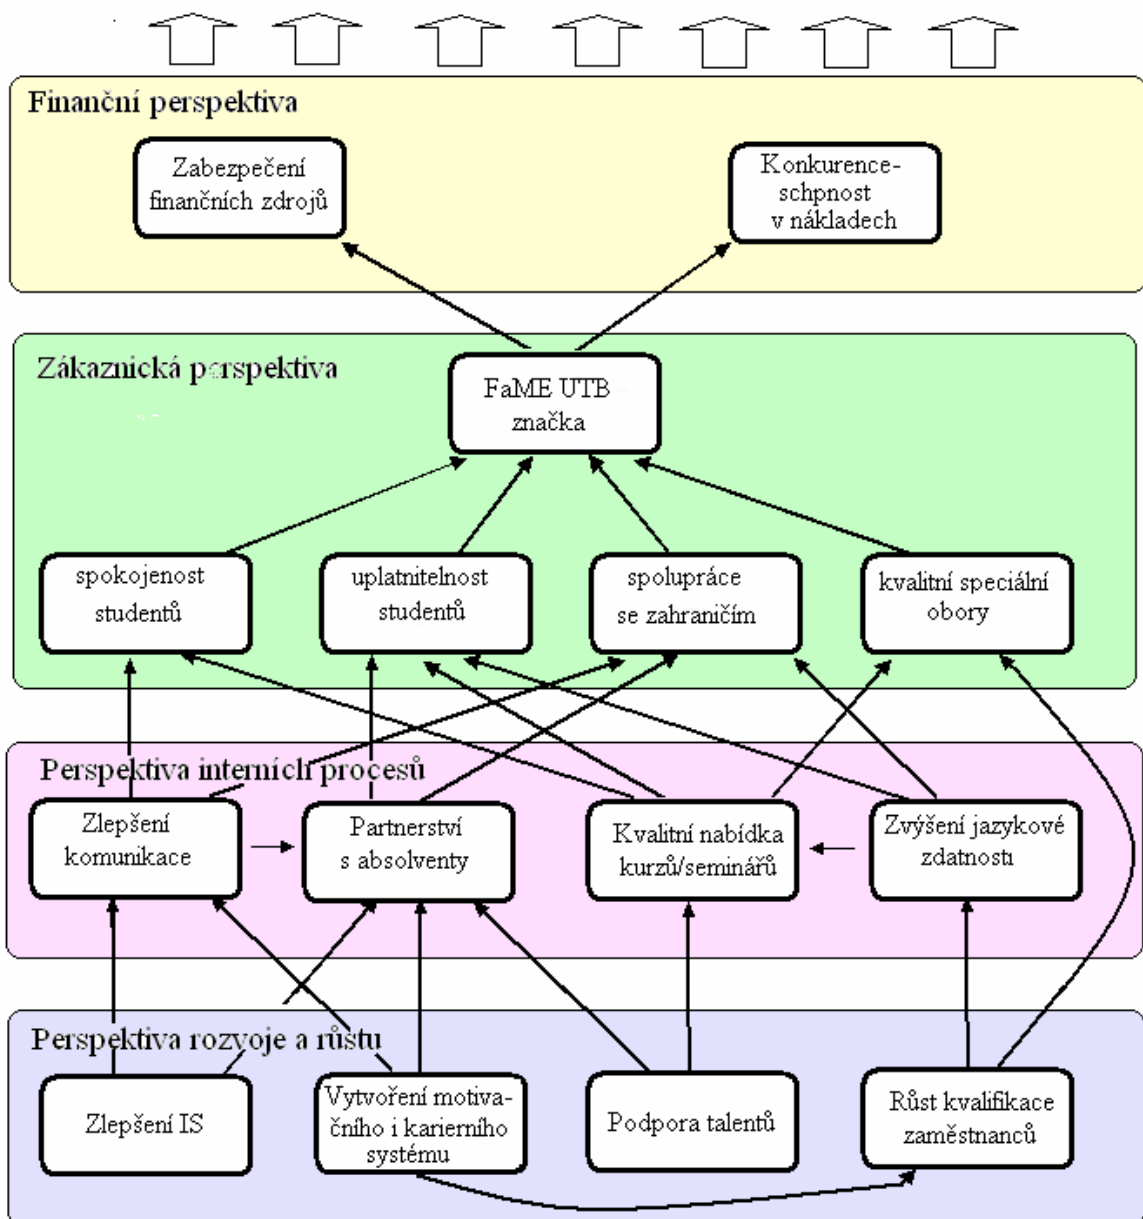 Finanční perspektiva
Zabezpečení
finančních zdrojů
Konkurence-
schpnost
v nákladech
Zákaznická perspektiva
FaME UTB
značka
spokojenost
studentů
uplatnitelnost
studentů
spolupráce
se zahraničím
kvalitní speciální
obory
Perspektiva interních procesů
Zlepšení
komunikace
Partnerství
s absolventy
Kvalitní nabídka
kurzů/seminářů
Zvýšení jazykové
zdatnosti
Perspektiva rozvoje a růstu
Zlepšení IS
Vytvoření motiva-
čního i karierního
systému
Podpora talentů
Růst kvalifikace
zaměstnanců